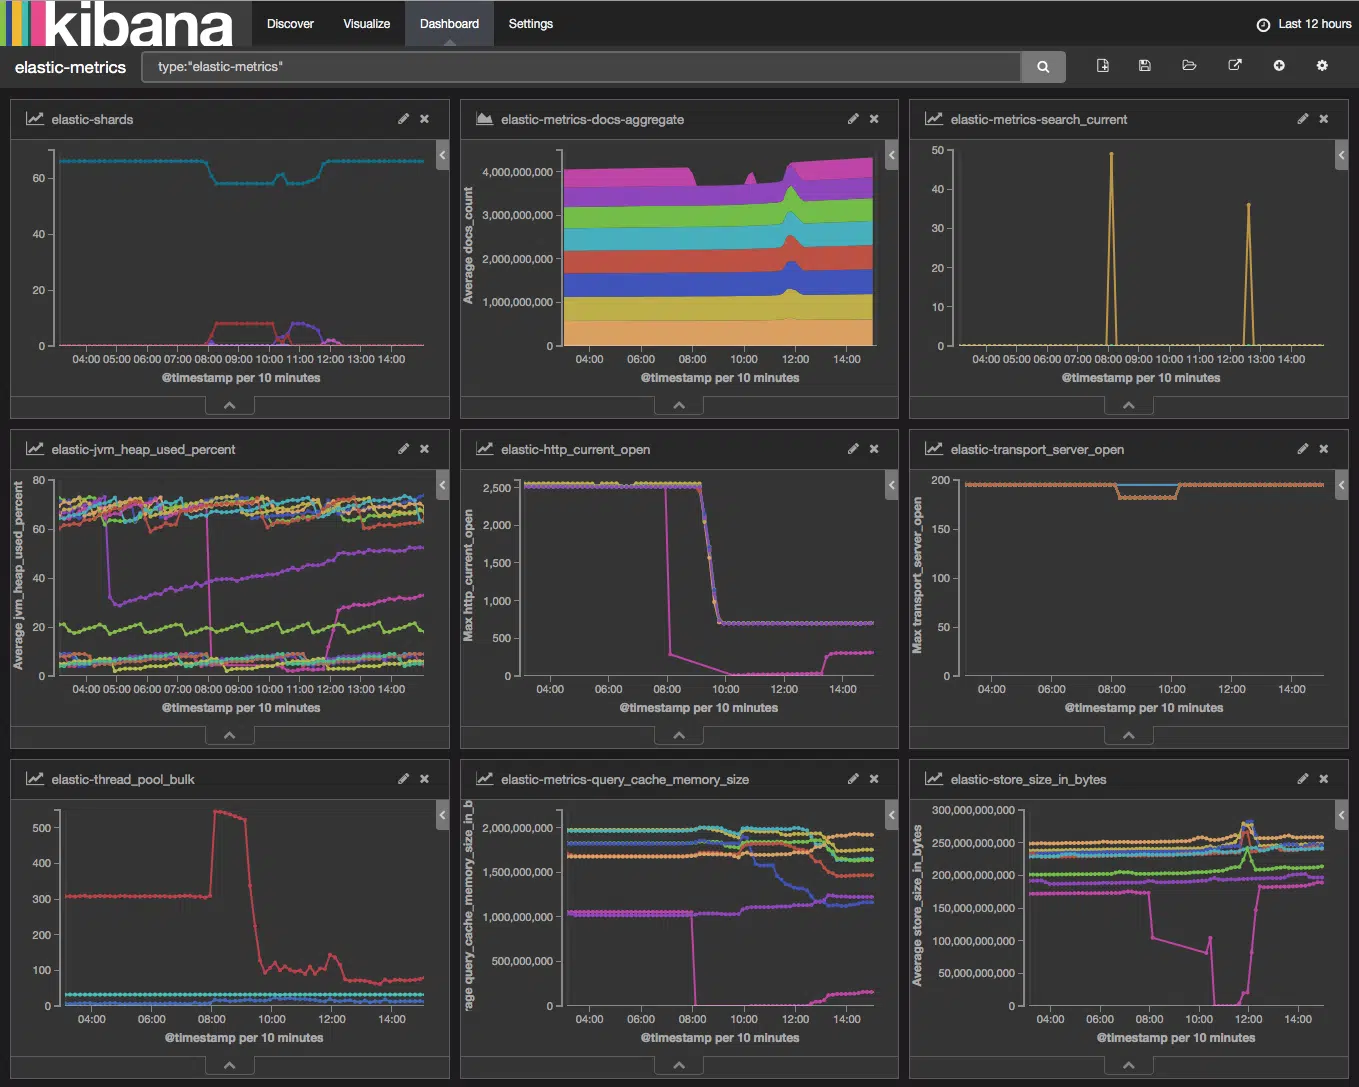 kibana
Discover Visualize Dashboard Settings Last 12 hours
elastic-metrics type:"elastic-metrics"
elastic-shards
60
40
20
0
04:00 05:00 06:00 07:00 08:00 09:00 10:00 11:00 12:00 13:00 14:00
@timestamp per 10 minutes
elastic-metrics-docs-aggregate
Average docs_count
4,000,000,000
3,000,000,000
2,000,000,000
1,000,000,000
0
04:00 06:00 08:00 10:00 12:00 14:00
@timestamp per 10 minutes
elastic-metrics-search_current
50
40
30
20
10
0
04:00 05:00 06:00 07:00 08:00 09:00 10:00 11:00 12:00 13:00 14:00
@timestamp per 10 minutes
elastic-jvm_heap_used_percent
Average jvm_heap_used_percent
80
60
40
20
0
04:00 05:00 06:00 07:00 08:00 09:00 10:00 11:00 12:00 13:00 14:00
@timestamp per 10 minutes
elastic-http_current_open
Max http_current_open
2,500
2,000
1,500
1,000
500
0
04:00 06:00 08:00 10:00 12:00 14:00
@timestamp per 10 minutes
elastic-transport_server_open
Max transport_server_open
200
150
100
50
0
04:00 06:00 08:00 10:00 12:00 14:00
@timestamp per 10 minutes
elastic-thread_pool_bulk
500
400
300
200
100
0
04:00 06:00 08:00 10:00 12:00 14:00
@timestamp per 10 minutes
elastic-metrics-query_cache_memory_size
rage query_cache_memory_size_in_b
2,000,000,000
1,500,000,000
1,000,000,000
500,000,000
0
04:00 06:00 08:00 10:00 12:00 14:00
@timestamp per 10 minutes
elastic-store_size_in_bytes
Average store_size_in_bytes
300,000,000,000
250,000,000,000
200,000,000,000
150,000,000,000
100,000,000,000
50,000,000,000
0
04:00 06:00 08:00 10:00 12:00 14:00
@timestamp per 10 minutes